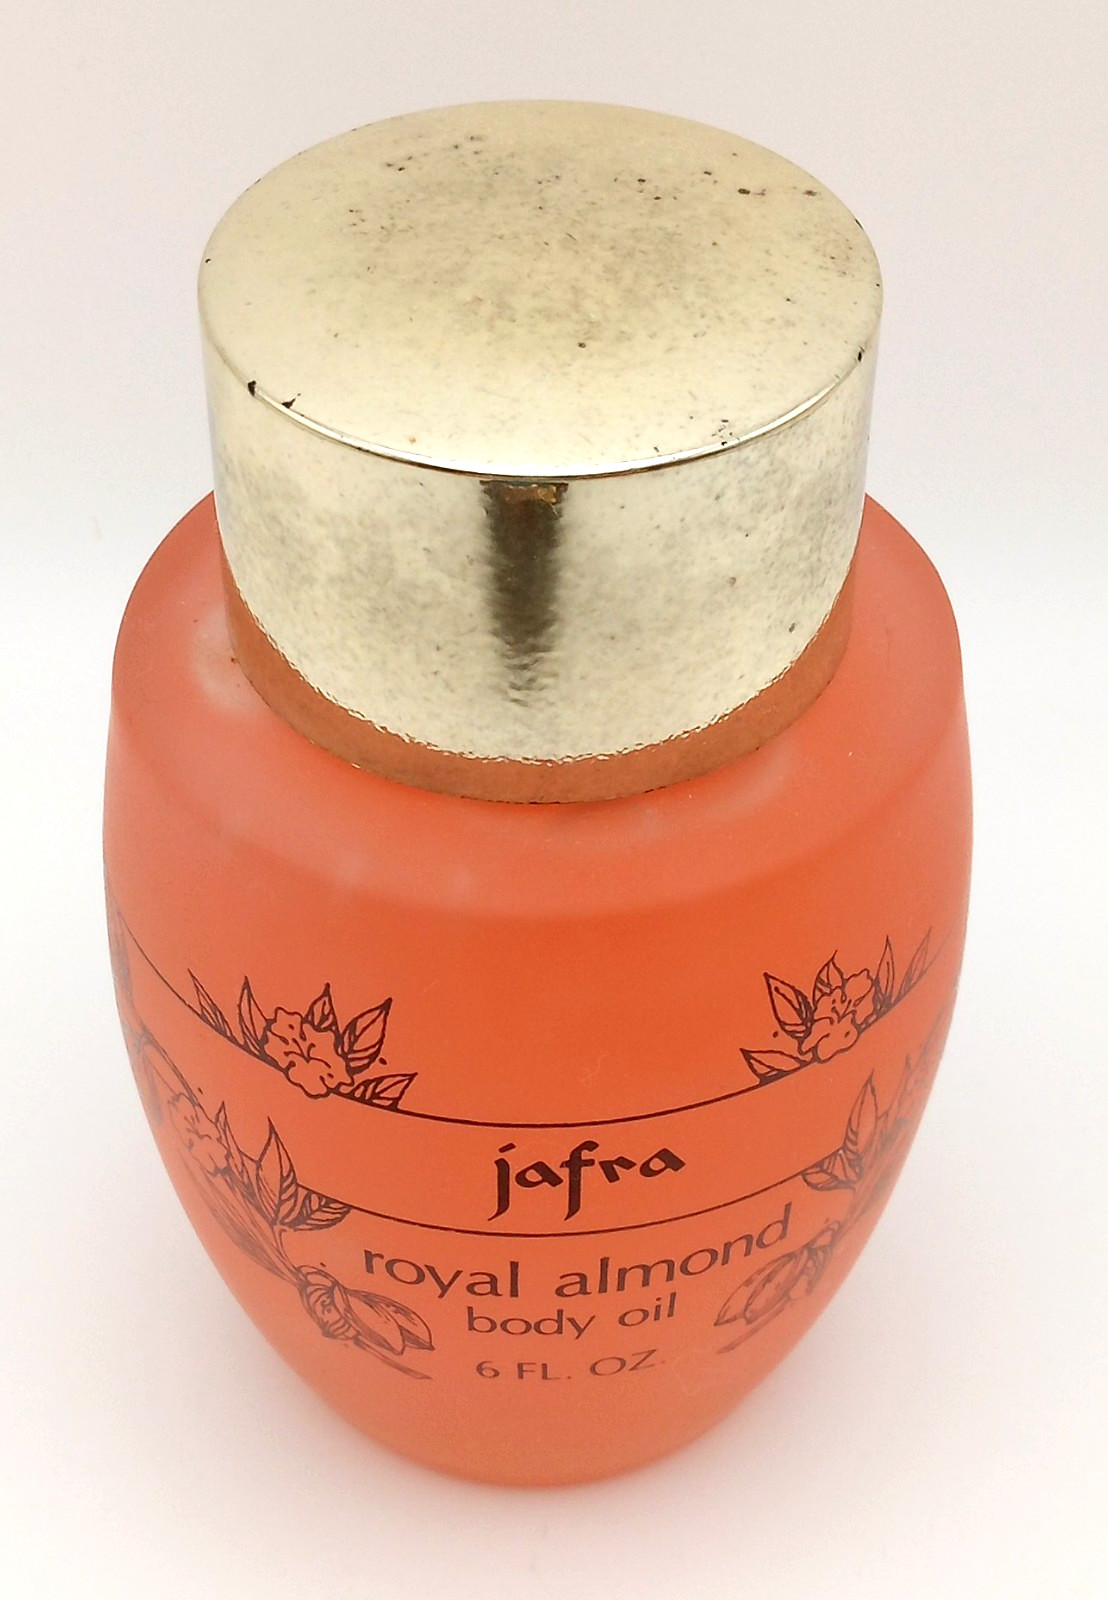 jafra
royal almond
body oil
6 FL. OZ.